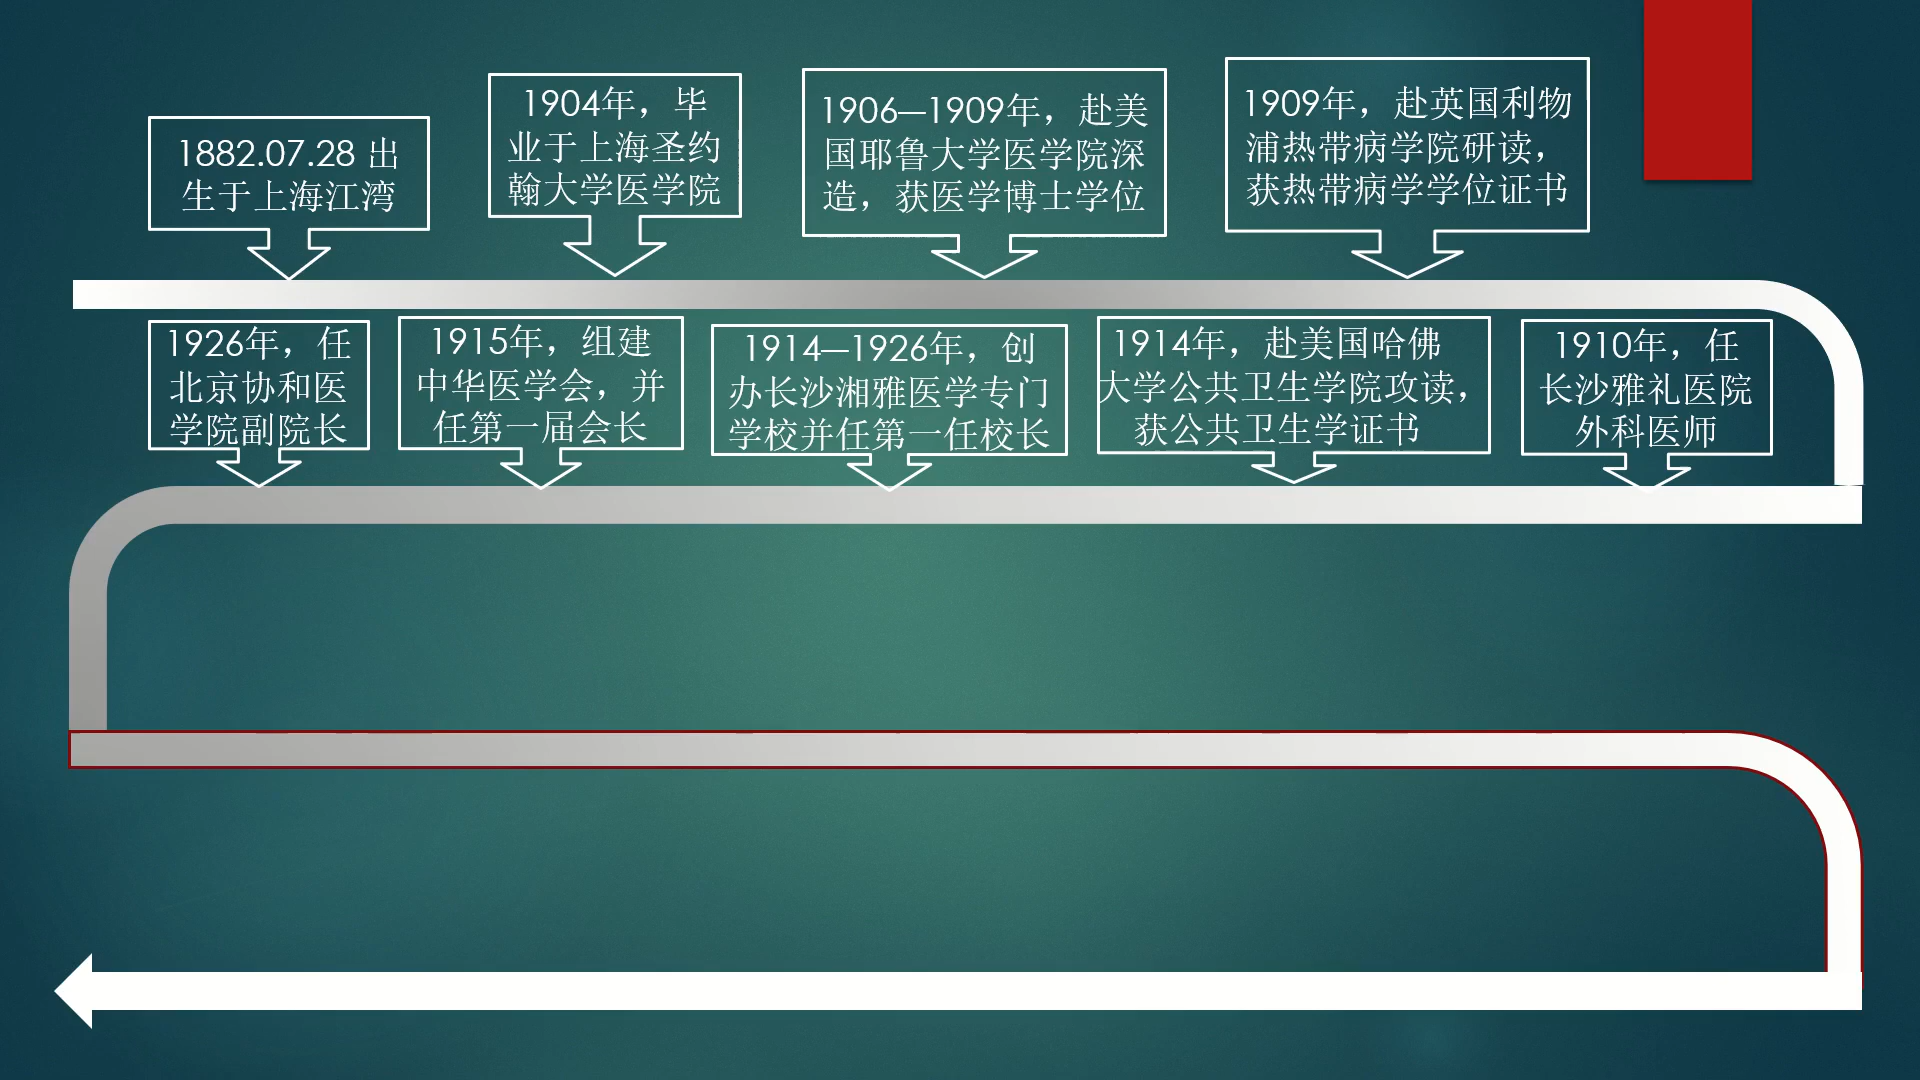 1882.07.28 出
生于上海江湾
1904年，毕
业于上海圣约
翰大学医学院
1906—1909年，赴美
国耶鲁大学医学院深
造，获医学博士学位
1909年，赴英国利物
浦热带病学院研读，
获热带病学学位证书
1926年，任
北京协和医
学院副院长
1915年，组建
中华医学会，并
任第一届会长
1914—1926年，创
办长沙湘雅医学专门
学校并任第一任校长
1914年，赴美国哈佛
大学公共卫生学院攻读，
获公共卫生学证书
1910年，任
长沙雅礼医院
外科医师